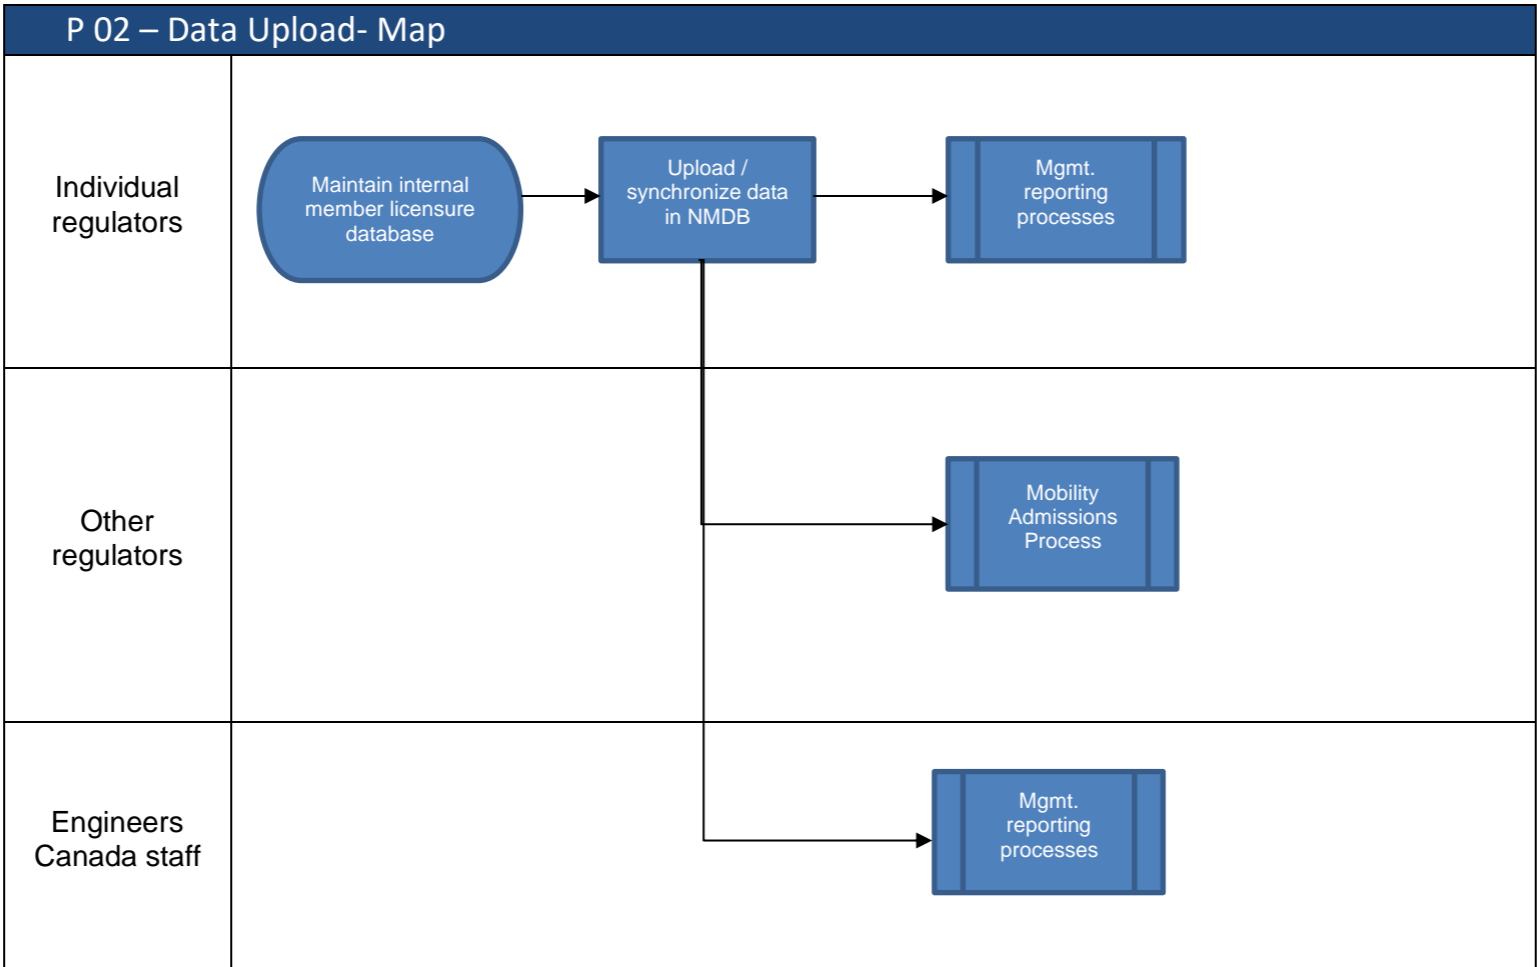 P 02 – Data Upload- Map
Individual
regulators
Maintain internal
member licensure
database
Upload /
synchronize data
in NMDB
Mgmt.
reporting
processes
Other
regulators
Mobility
Admissions
Process
Engineers
Canada staff
Mgmt.
reporting
processes